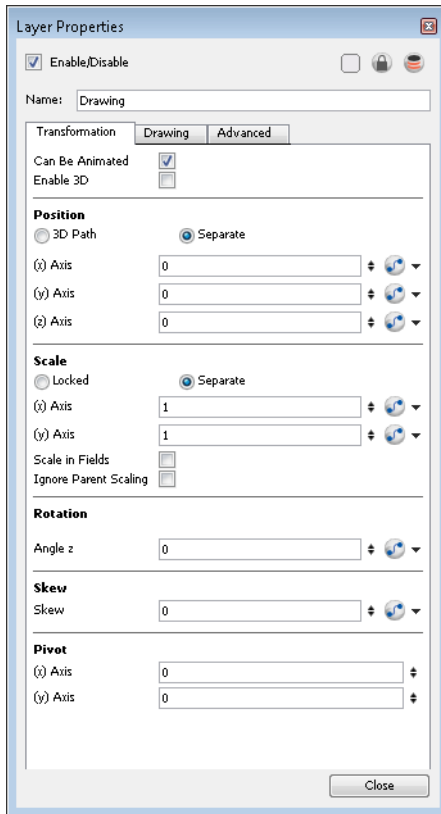 Layer Properties
Enable/Disable
Name: Drawing
Transformation Drawing Advanced
Can Be Animated
Enable 3D
Position
3D Path Separate
(x) Axis 0
(y) Axis 0
(z) Axis 0
Scale
Locked Separate
(x) Axis 1
(y) Axis 1
Scale in Fields
Ignore Parent Scaling
Rotation
Angle z 0
Skew
Skew 0
Pivot
(x) Axis 0
(y) Axis 0
Close